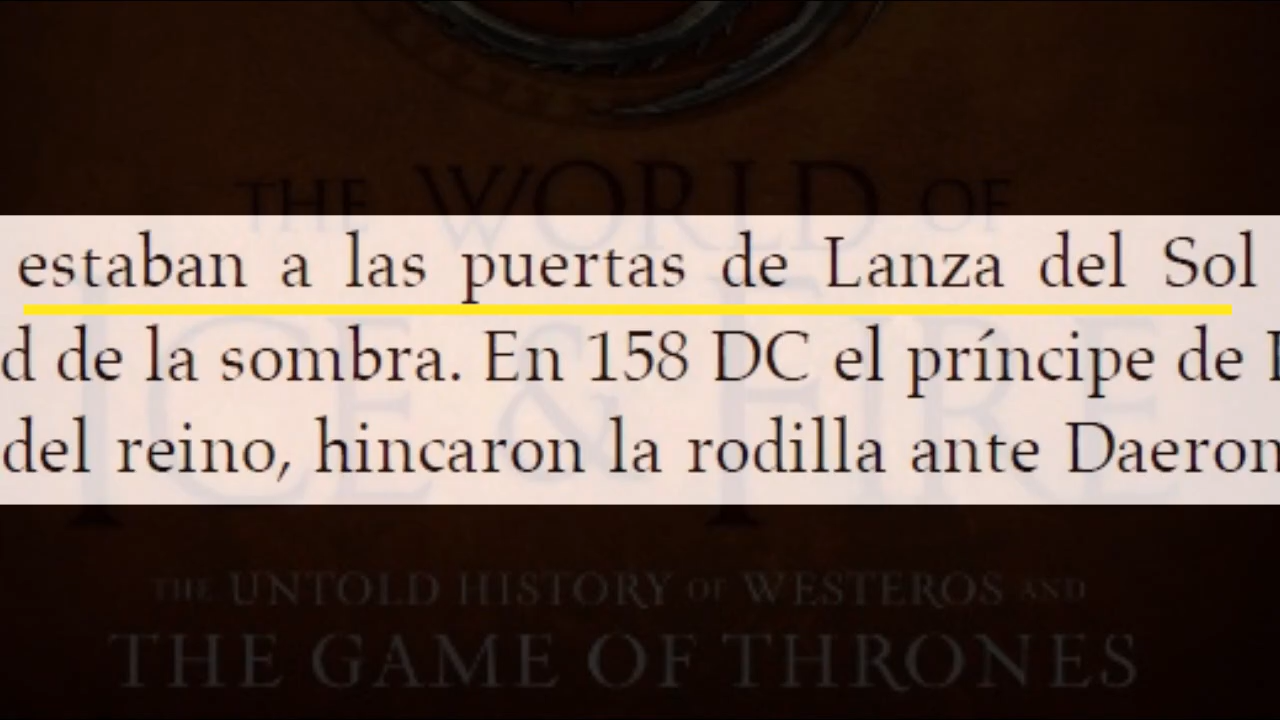 THE WORLD OF
estaban a las puertas de Lanza del Sol
d de la sombra. En 158 DC el príncipe de
del reino, hincaron la rodilla ante Daeron
ICE & FIRE
THE UNTOLD HISTORY OF WESTEROS AND
THE GAME OF THRONES